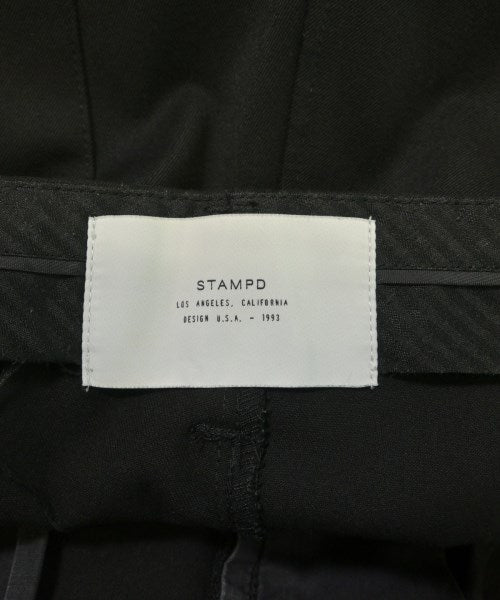 STAMPD
LOS ANGELES, CALIFORNIA
DESIGN U.S.A. - 1993